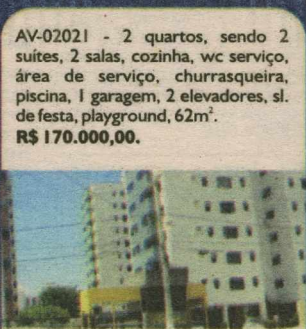 AV-02021 - 2 quartos, sendo 2
suítes, 2 salas, cozinha, wc serviço,
área de serviço, churrasqueira,
piscina, 1 garagem, 2 elevadores, sl.
de festa, playground, 62m².
R$ 170.000,00.